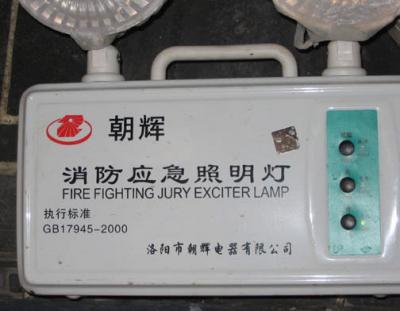 朝辉
消防应急照明灯
FIRE FIGHTING JURY EXCITER LAMP
执行标准
GB17945-2000
洛阳市朝辉电器有限公司